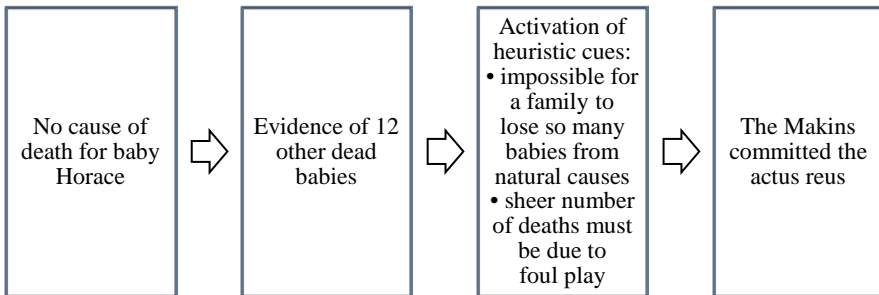 No cause of
death for baby
Horace
Evidence of 12
other dead
babies
Activation of
heuristic cues:
• impossible for
a family to
lose so many
babies from
natural causes
• sheer number
of deaths must
be due to
foul play
The Makins
committed the
actus reus